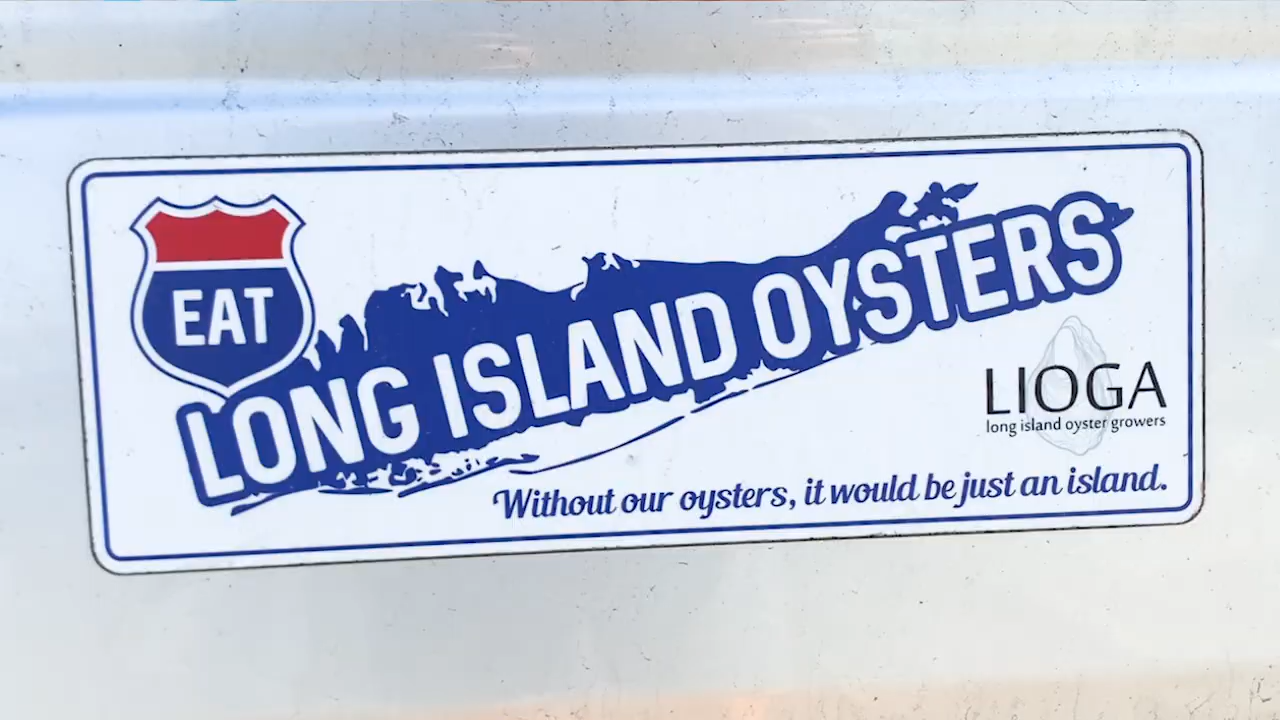 EAT
LONG ISLAND OYSTERS
LIOGA
long island oyster growers
Without our oysters, it would be just an island.